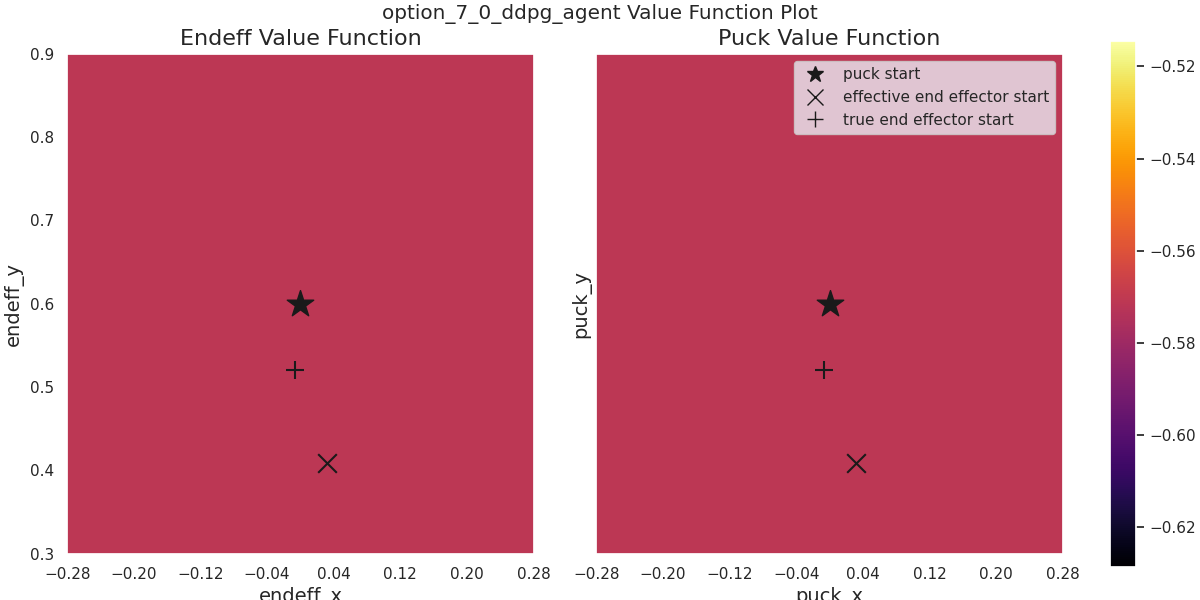 option_7_0_ddpg_agent Value Function Plot
Endeff Value Function
Puck Value Function
puck start
effective end effector start
true end effector start
endeff_y
0.9
0.8
0.7
0.6
0.5
0.4
0.3
−0.28 −0.20 −0.12 −0.04 0.04 0.12 0.20 0.28
endeff_x
puck_y
−0.28 −0.20 −0.12 −0.04 0.04 0.12 0.20 0.28
puck_x
−0.52
−0.54
−0.56
−0.58
−0.60
−0.62